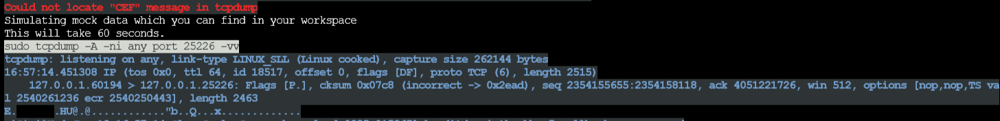 Could not locate "CEF" message in tcpdump
Simulating mock data which you can find in your workspace
This will take 60 seconds.
sudo tcpdump -A -ni any port 25226 -vv
tcpdump: listening on any, link-type LINUX_SLL (Linux cooked), capture size 262144 bytes
16:57:14.451308 IP (tos 0x0, ttl 64, id 18517, offset 0, flags [DF], proto TCP (6), length 2515)
127.0.0.1.60194 > 127.0.0.1.25226: Flags [P.], cksum 0x07c8 (incorrect -> 0x2ead), seq 2354155655:2354158118, ack 4051221726, win 512, options [nop,nop,TS va
l 2540261236 ecr 2540250443], length 2463
E. .HU@.@............"b..Q...x.............